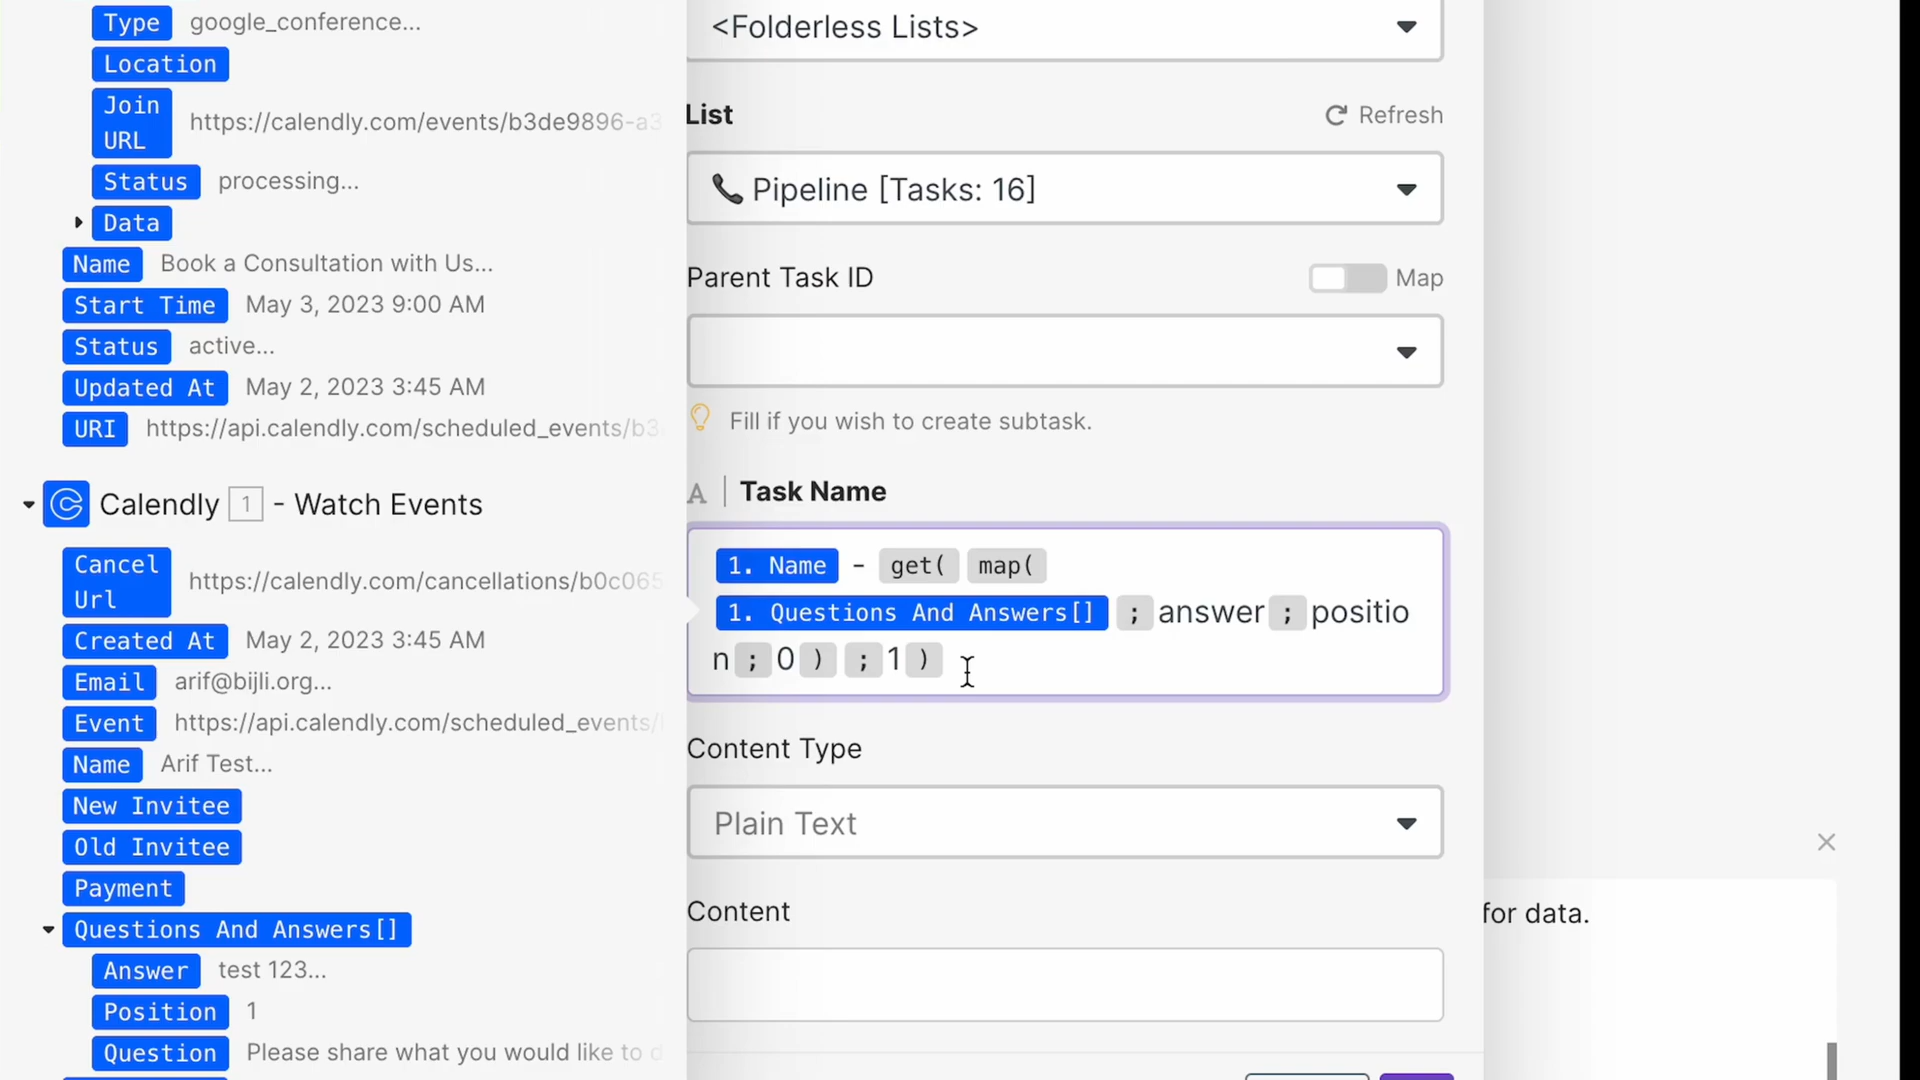 Type google_conference...
Location
Join URL https://calendly.com/events/b3de9896-a3
Status processing...
Data
Name Book a Consultation with Us...
Start Time May 3, 2023 9:00 AM
Status active...
Updated At May 2, 2023 3:45 AM
URI https://api.calendly.com/scheduled_events/b3
Calendly 1 - Watch Events
Cancel Url https://calendly.com/cancellations/b0c065
Created At May 2, 2023 3:45 AM
Email arif@bijli.org...
Event https://api.calendly.com/scheduled_events/
Name Arif Test...
New Invitee
Old Invitee
Payment
Questions And Answers[]
Answer test 123...
Position 1
Question Please share what you would like to d
<Folderless Lists>
List Refresh
Pipeline [Tasks: 16]
Parent Task ID Map
Fill if you wish to create subtask.
A Task Name
1. Name - get( map(
1. Questions And Answers[] ; answer ; positio
n ; 0 ) ; 1 )
Content Type
Plain Text
Content
for data.